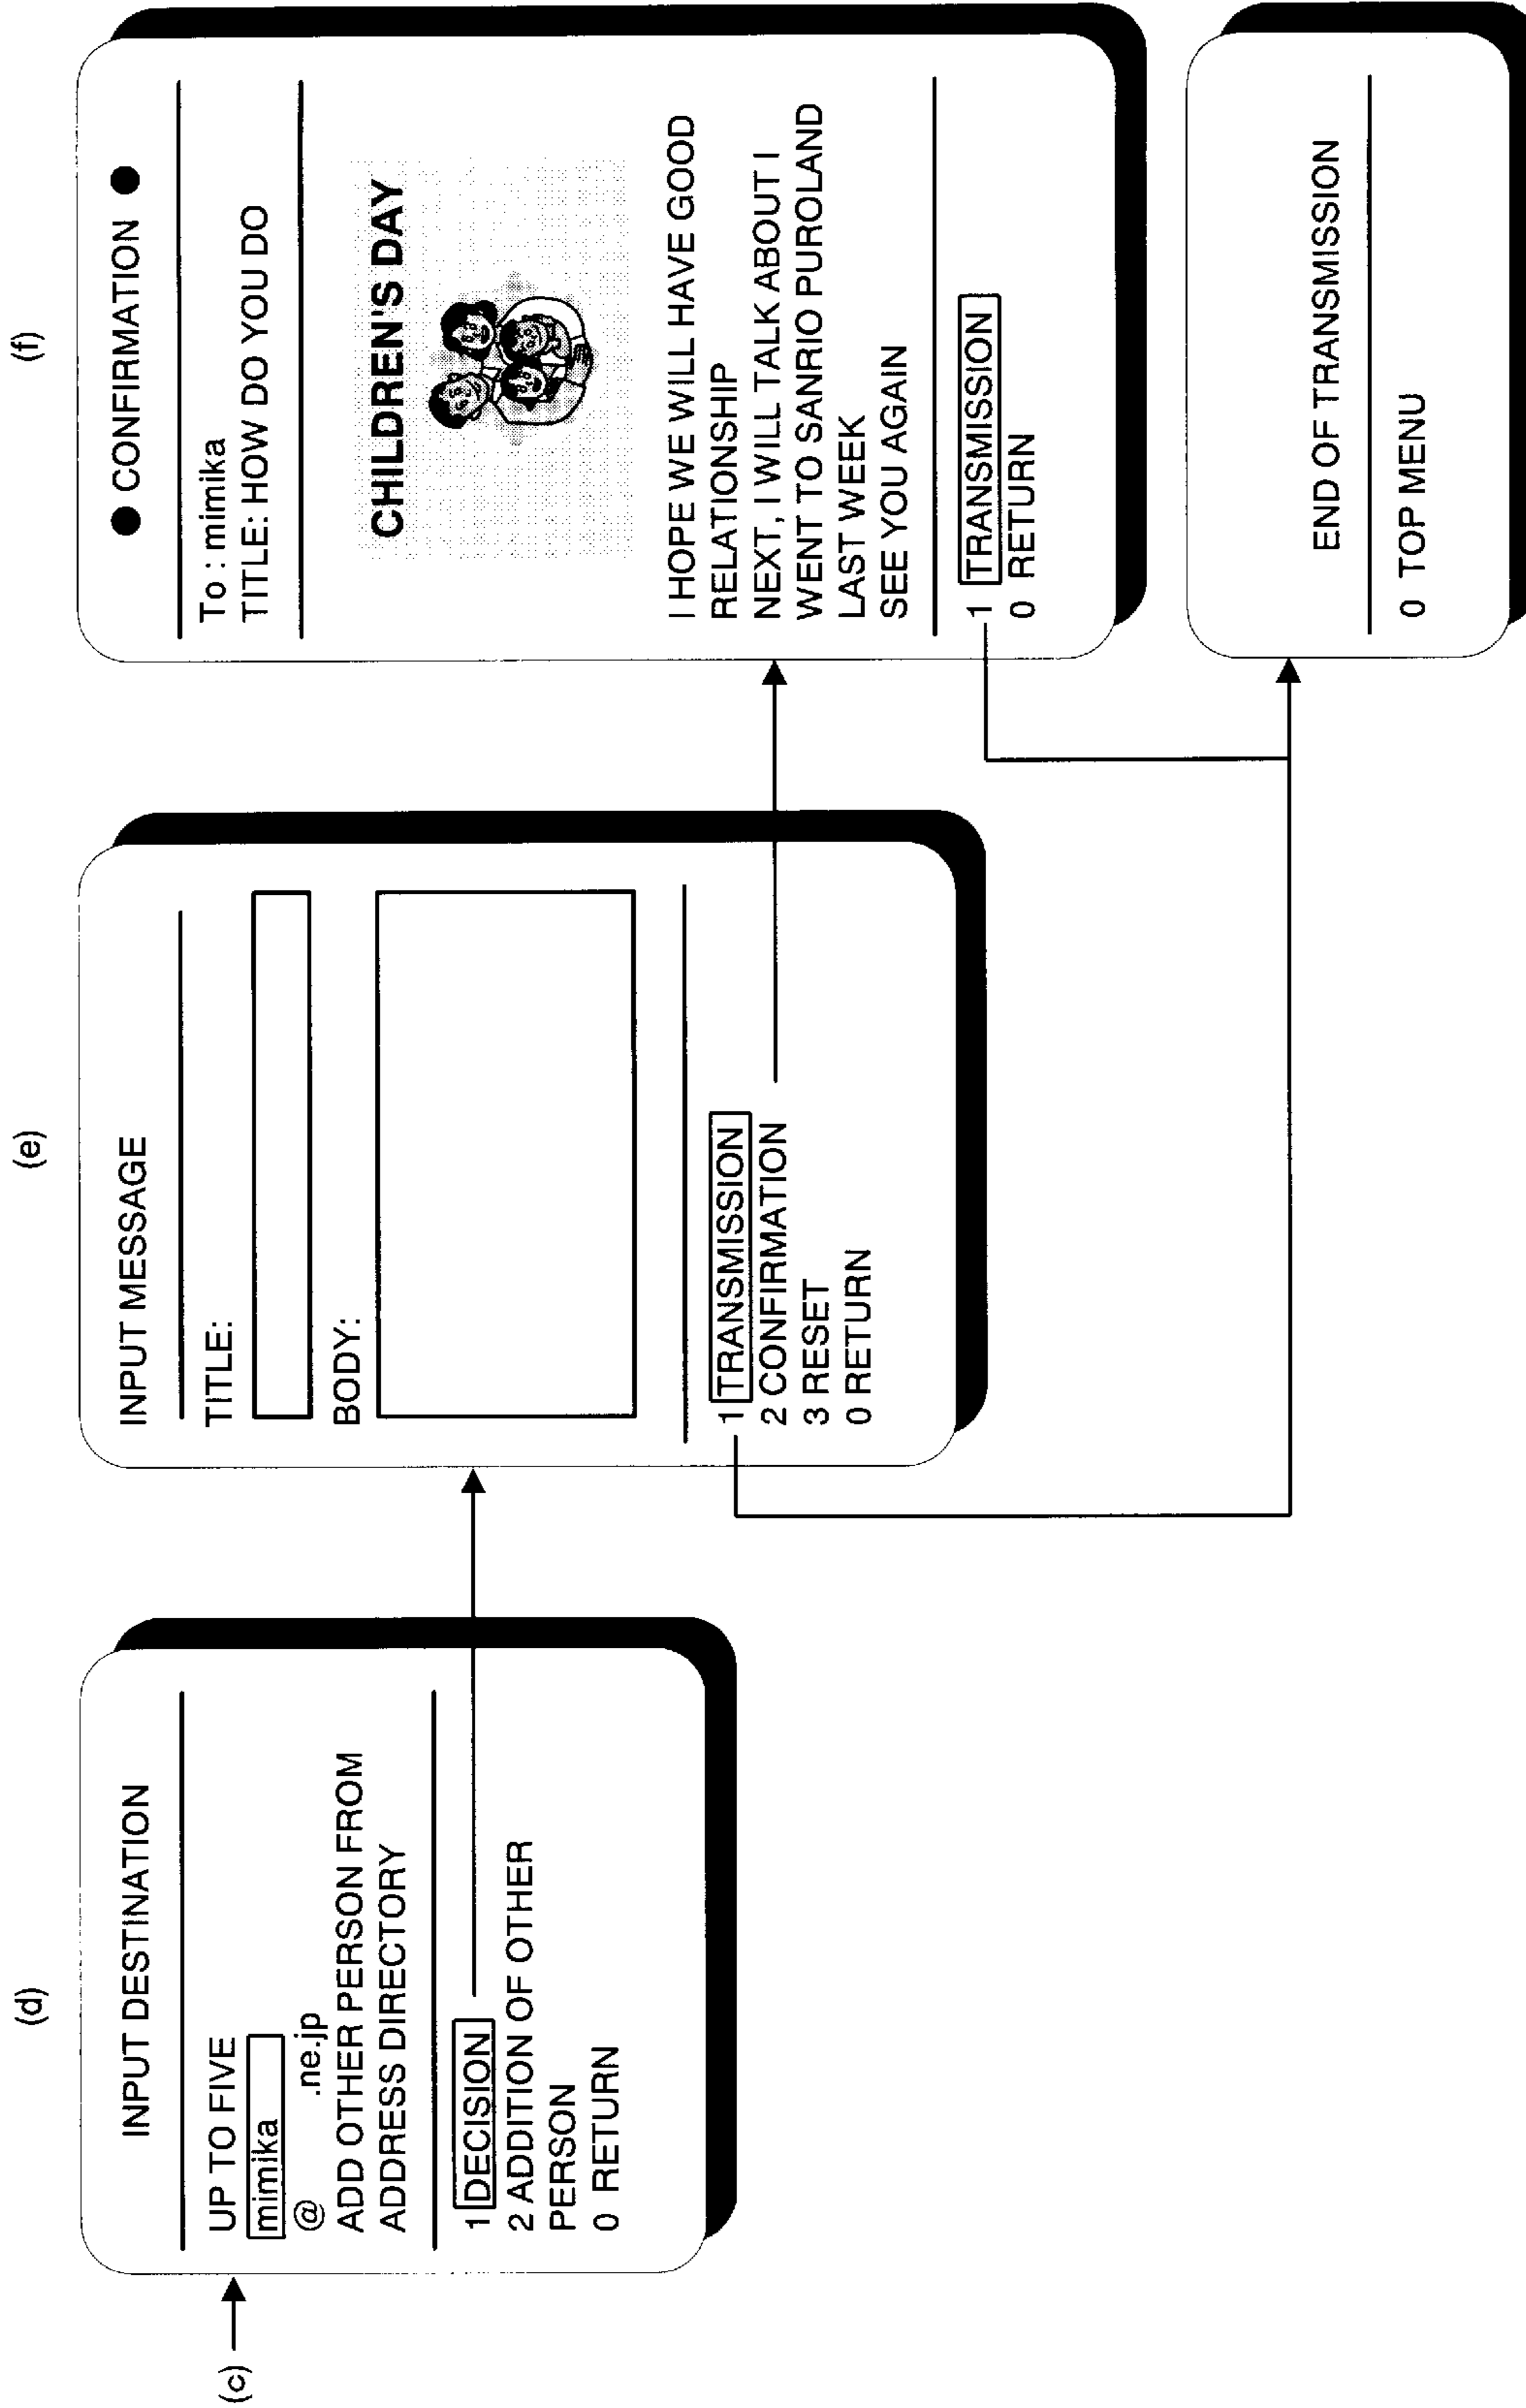 (c)
(d)
INPUT DESTINATION
UP TO FIVE
mimika
@ .ne.jp
ADD OTHER PERSON FROM
ADDRESS DIRECTORY
1 DECISION
2 ADDITION OF OTHER
PERSON
0 RETURN
(e)
INPUT MESSAGE
TITLE:
BODY:
1 TRANSMISSION
2 CONFIRMATION
3 RESET
0 RETURN
(f)
● CONFIRMATION ●
To : mimika
TITLE: HOW DO YOU DO
CHILDREN'S DAY
I HOPE WE WILL HAVE GOOD
RELATIONSHIP
NEXT, I WILL TALK ABOUT I
WENT TO SANRIO PUROLAND
LAST WEEK
SEE YOU AGAIN
1 TRANSMISSION
0 RETURN
END OF TRANSMISSION
0 TOP MENU